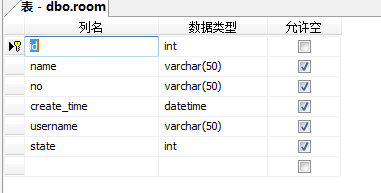 表 - dbo.room
列名 数据类型 允许空
id int
name varchar(50)
no varchar(50)
create_time datetime
username varchar(50)
state int